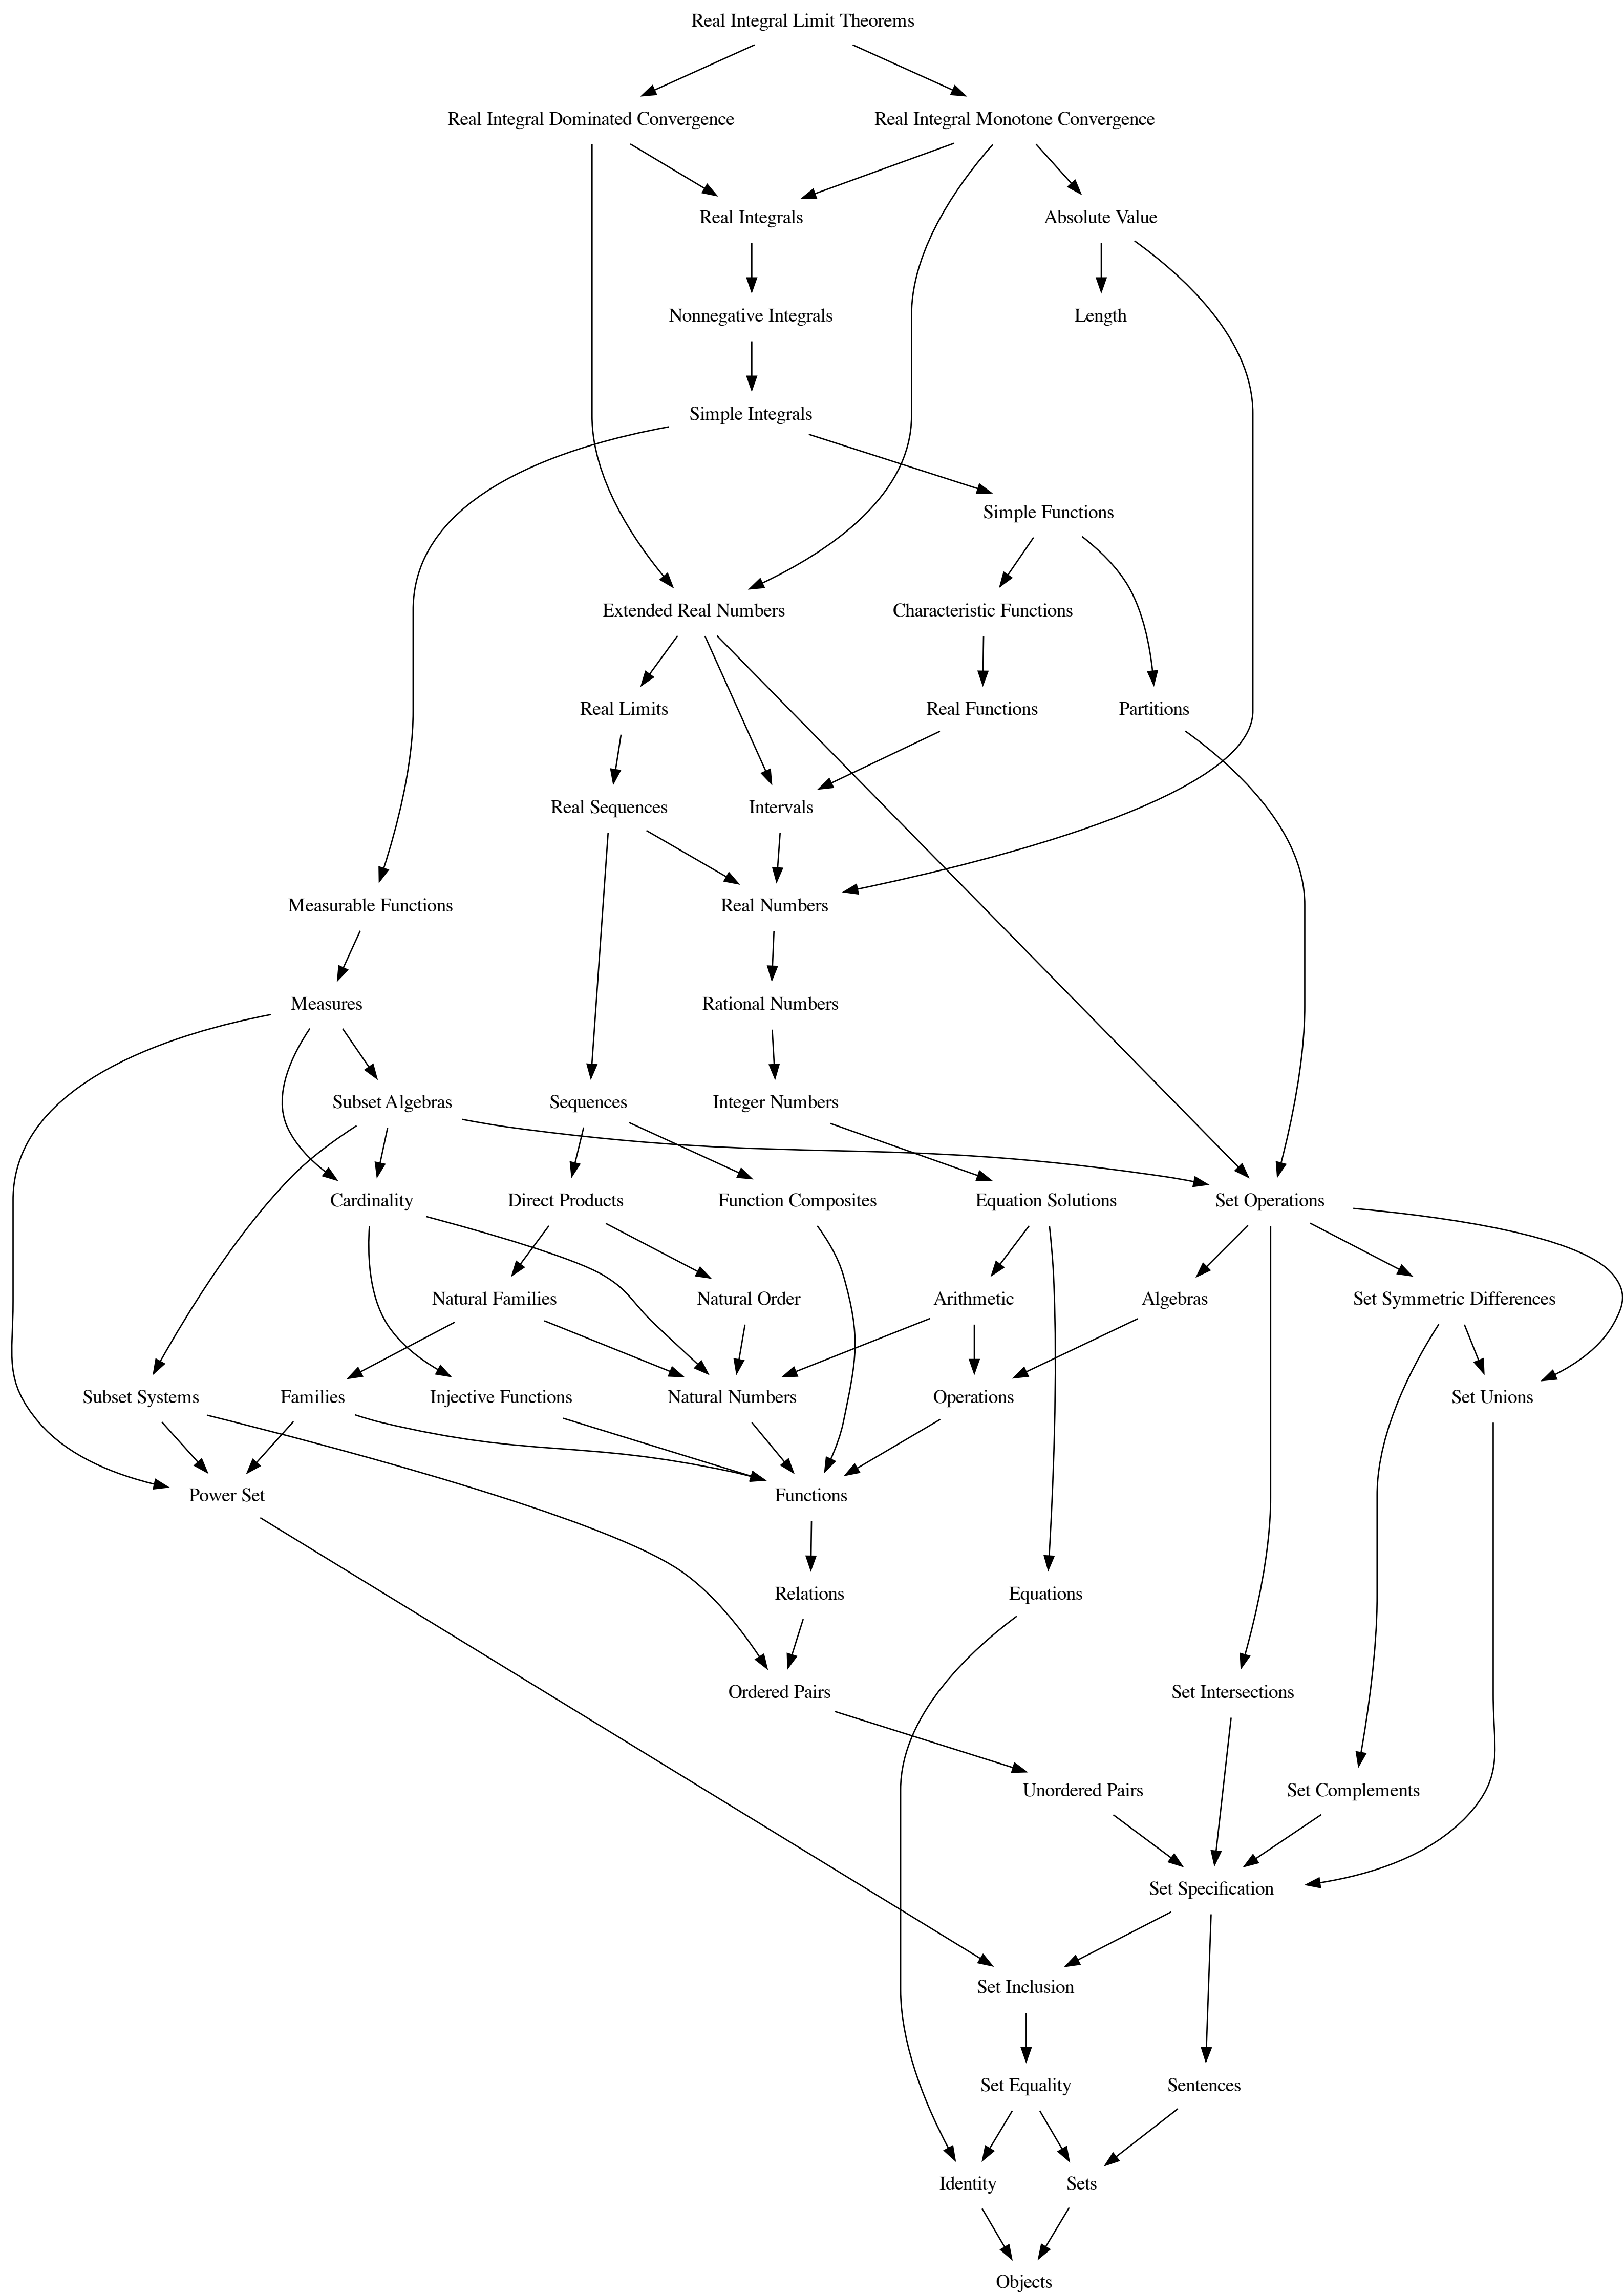 Real Integral Limit Theorems
Real Integral Dominated Convergence
Real Integral Monotone Convergence
Real Integrals
Absolute Value
Nonnegative Integrals
Length
Simple Integrals
Simple Functions
Extended Real Numbers
Characteristic Functions
Real Limits
Real Functions
Partitions
Real Sequences
Intervals
Measurable Functions
Real Numbers
Measures
Rational Numbers
Subset Algebras
Sequences
Integer Numbers
Cardinality
Direct Products
Function Composites
Equation Solutions
Set Operations
Natural Families
Natural Order
Arithmetic
Algebras
Set Symmetric Differences
Subset Systems
Families
Injective Functions
Natural Numbers
Operations
Set Unions
Power Set
Functions
Relations
Equations
Ordered Pairs
Set Intersections
Unordered Pairs
Set Complements
Set Specification
Set Inclusion
Set Equality
Sentences
Identity
Sets
Objects